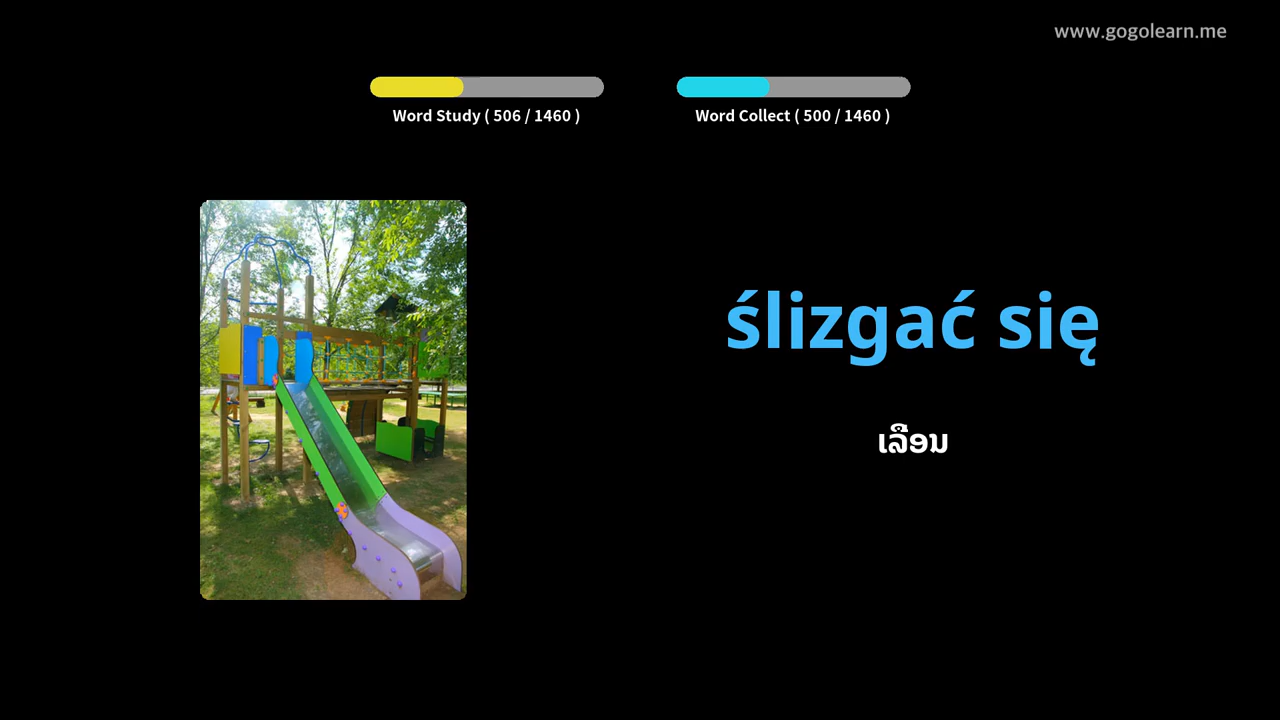 www.gogolearn.me
Word Study ( 506 / 1460 )
Word Collect ( 500 / 1460 )
ślizgać się
ເລືອນ